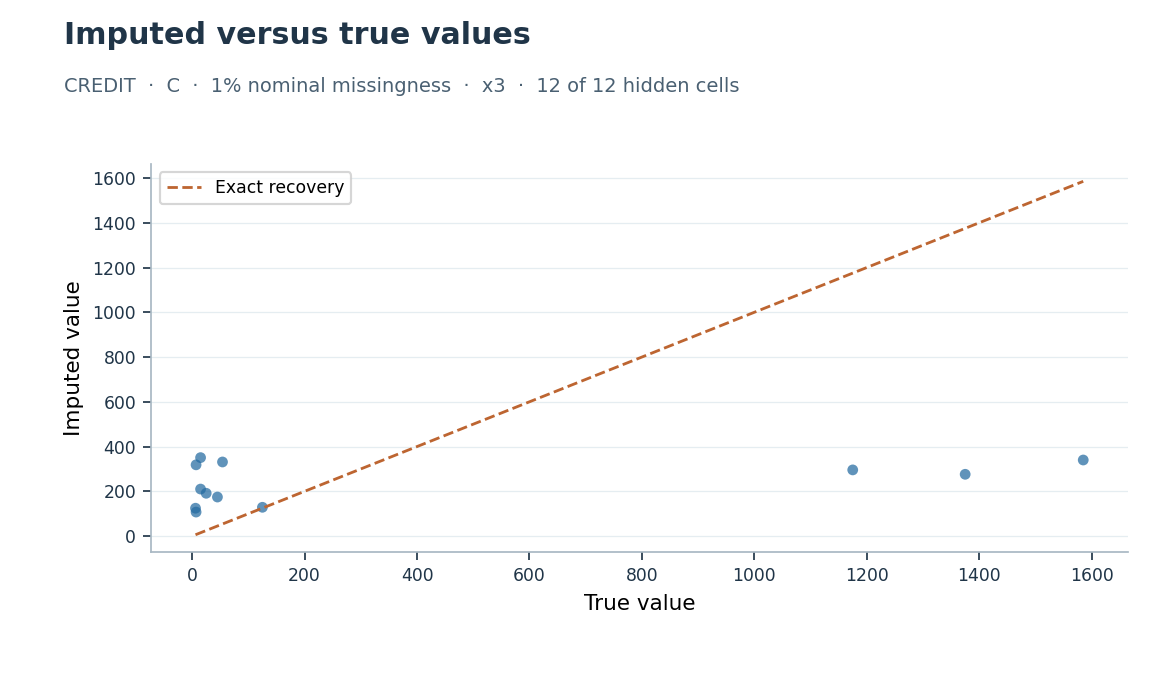 Imputed versus true values
CREDIT · C · 1% nominal missingness · x3 · 12 of 12 hidden cells
Exact recovery
Imputed value
1600
1400
1200
1000
800
600
400
200
0
0 200 400 600 800 1000 1200 1400 1600
True value